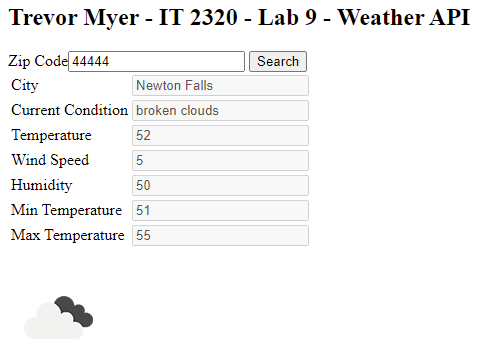 Trevor Myer - IT 2320 - Lab 9 - Weather API
Zip Code 44444 Search
City Newton Falls
Current Condition broken clouds
Temperature 52
Wind Speed 5
Humidity 50
Min Temperature 51
Max Temperature 55